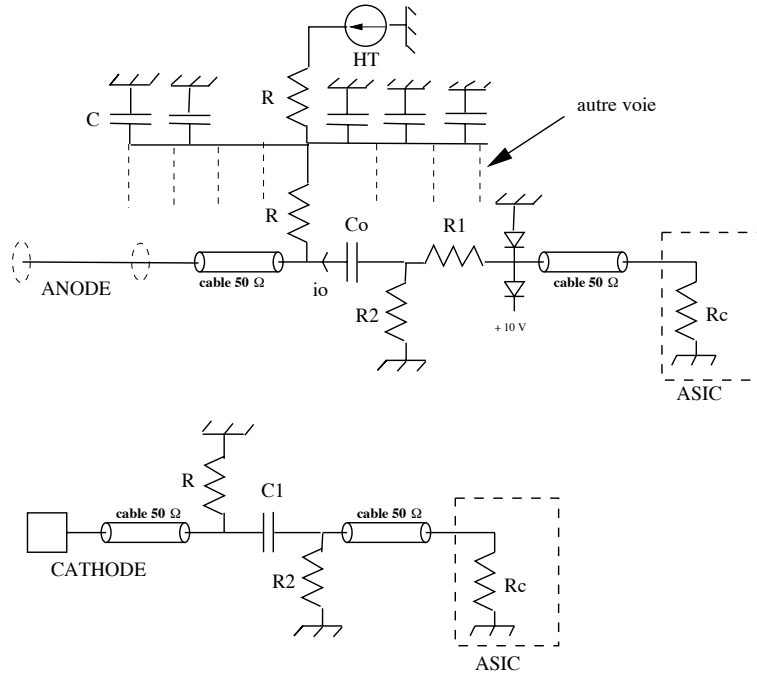 HT
R
C
autre voie
R
Co
R1
ANODE
cable 50 Ω
io
R2
+ 10 V
cable 50 Ω
Rc
ASIC
R
C1
cable 50 Ω
cable 50 Ω
CATHODE
R2
Rc
ASIC